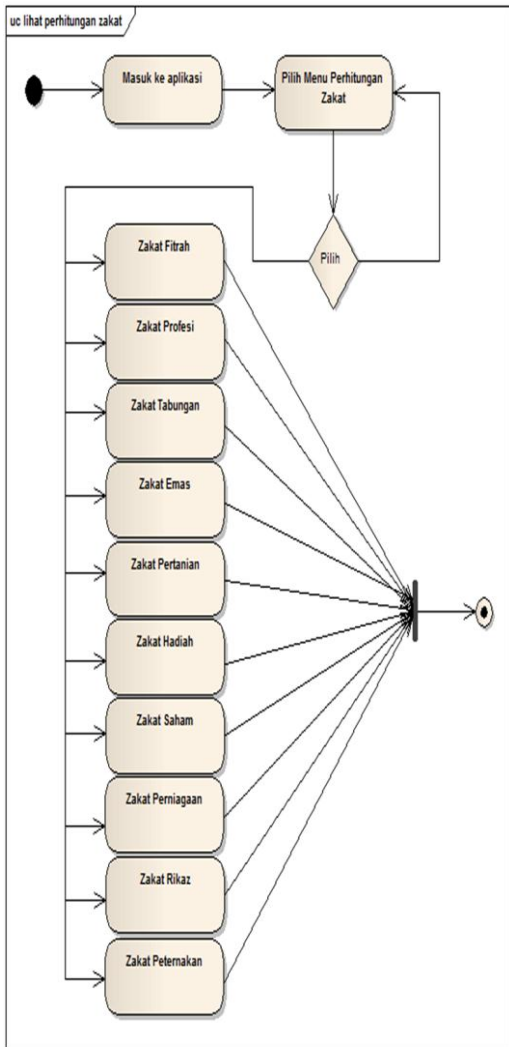 uc lihat perhitungan zakat
Masuk ke aplikasi
Pilih Menu Perhitungan
Zakat
Pilih
Zakat Fitrah
Zakat Profesi
Zakat Tabungan
Zakat Emas
Zakat Pertanian
Zakat Hadiah
Zakat Saham
Zakat Perniagaan
Zakat Rikaz
Zakat Peternakan